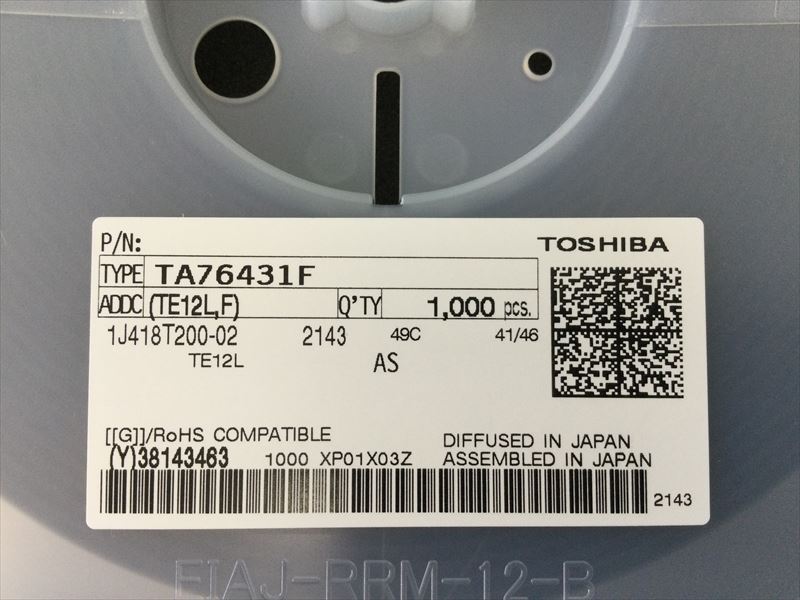 P/N: TOSHIBA
TYPE TA76431F
ADDC (TE12L,F) Q'TY 1,000 pcs.
1J418T200-02 2143 49C 41/46
TE12L AS
[[G]]/RoHS COMPATIBLE DIFFUSED IN JAPAN
(Y)38143463 1000 XP01X03Z ASSEMBLED IN JAPAN
2143
EIAJ-RRM-12-B